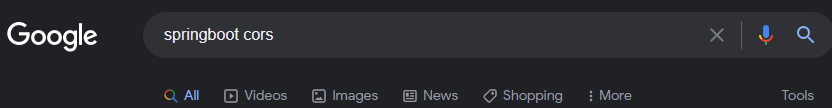 Google springboot cors
All Videos Images News Shopping More Tools